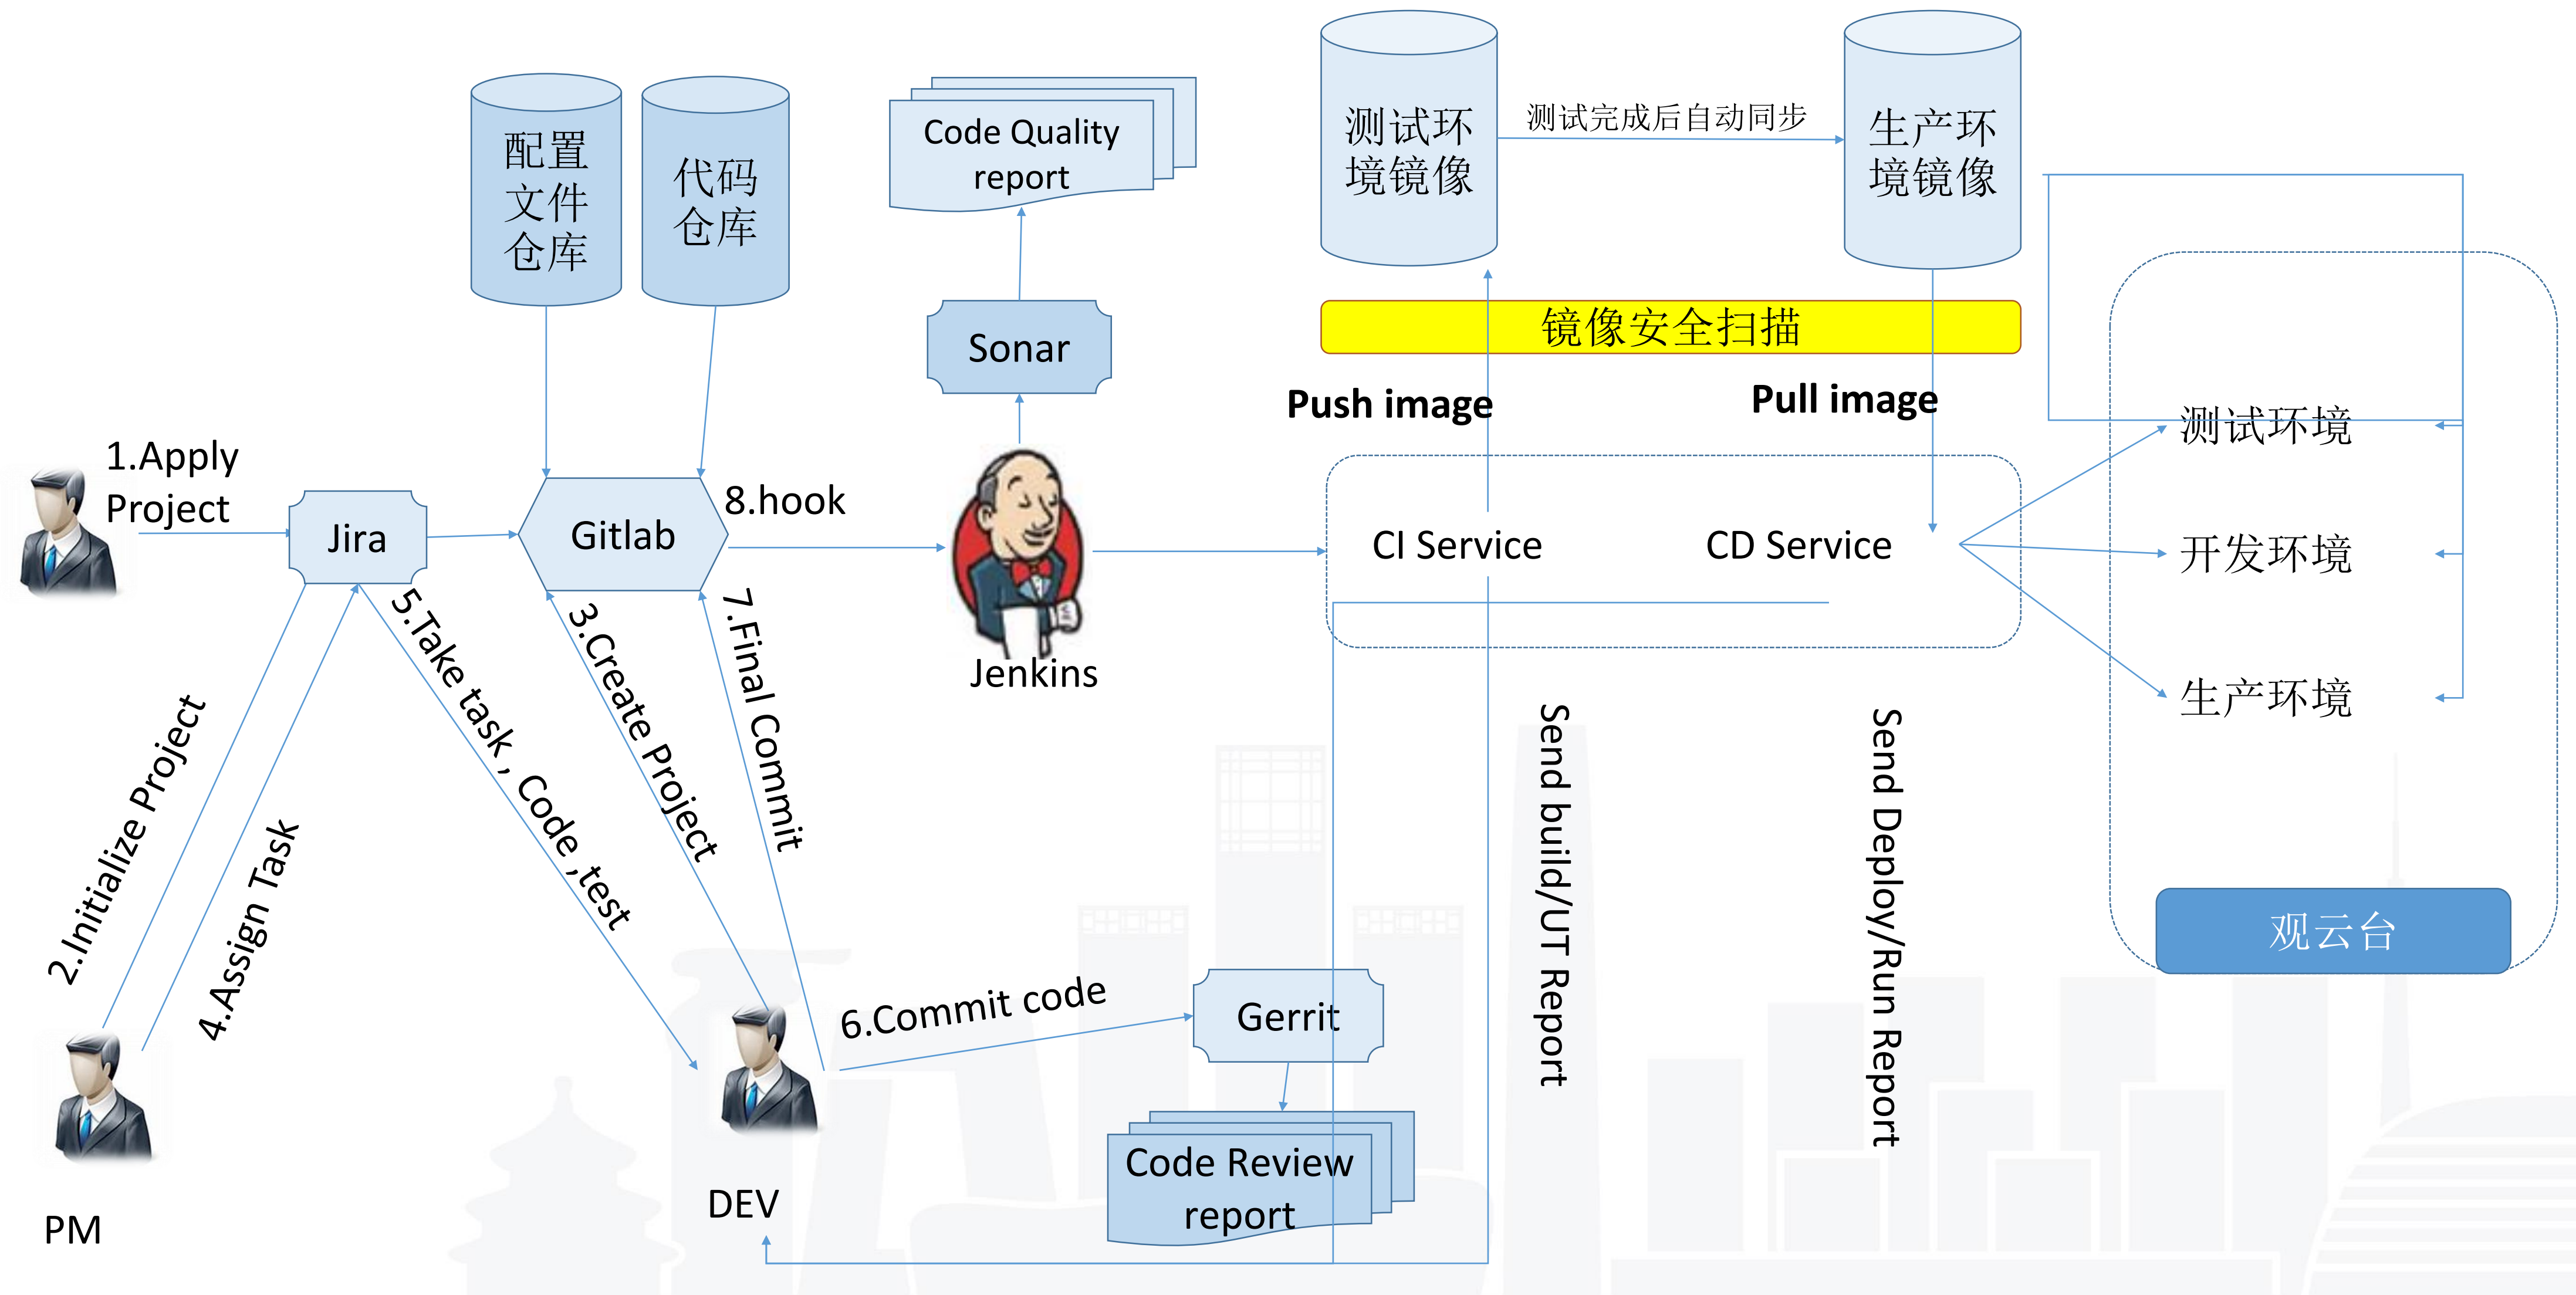 配置
文件
仓库
代码
仓库
Code Quality
report
测试环
境镜像
测试完成后自动同步
生产环
境镜像
Sonar
镜像安全扫描
Push image
Pull image
1.Apply
Project
Jira
Gitlab
8.hook
Jenkins
CI Service
CD Service
测试环境
开发环境
生产环境
观云台
2.Initialize Project
4.Assign Task
5.Take task , Code ,test
3.Create Project
7.Final Commit
6.Commit code
Gerrit
Code Review
report
Send build/UT Report
Send Deploy/Run Report
PM
DEV